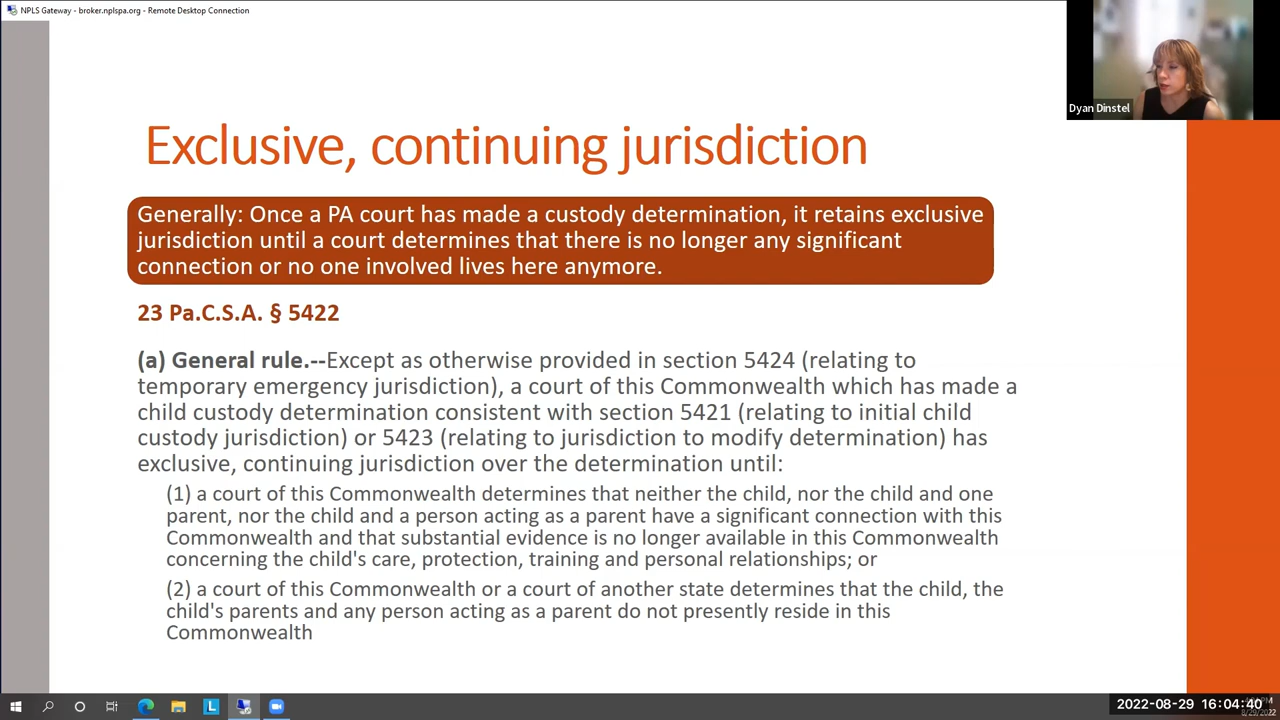 NPLS Gateway - broker.nplspa.org - Remote Desktop Connection
Dyan Dinstel
Exclusive, continuing jurisdiction
Generally: Once a PA court has made a custody determination, it retains exclusive
jurisdiction until a court determines that there is no longer any significant
connection or no one involved lives here anymore.
23 Pa.C.S.A. § 5422
(a) General rule.--Except as otherwise provided in section 5424 (relating to
temporary emergency jurisdiction), a court of this Commonwealth which has made a
child custody determination consistent with section 5421 (relating to initial child
custody jurisdiction) or 5423 (relating to jurisdiction to modify determination) has
exclusive, continuing jurisdiction over the determination until:
(1) a court of this Commonwealth determines that neither the child, nor the child and one
parent, nor the child and a person acting as a parent have a significant connection with this
Commonwealth and that substantial evidence is no longer available in this Commonwealth
concerning the child's care, protection, training and personal relationships; or
(2) a court of this Commonwealth or a court of another state determines that the child, the
child's parents and any person acting as a parent do not presently reside in this
Commonwealth
L
2022-08-29 16:04:40